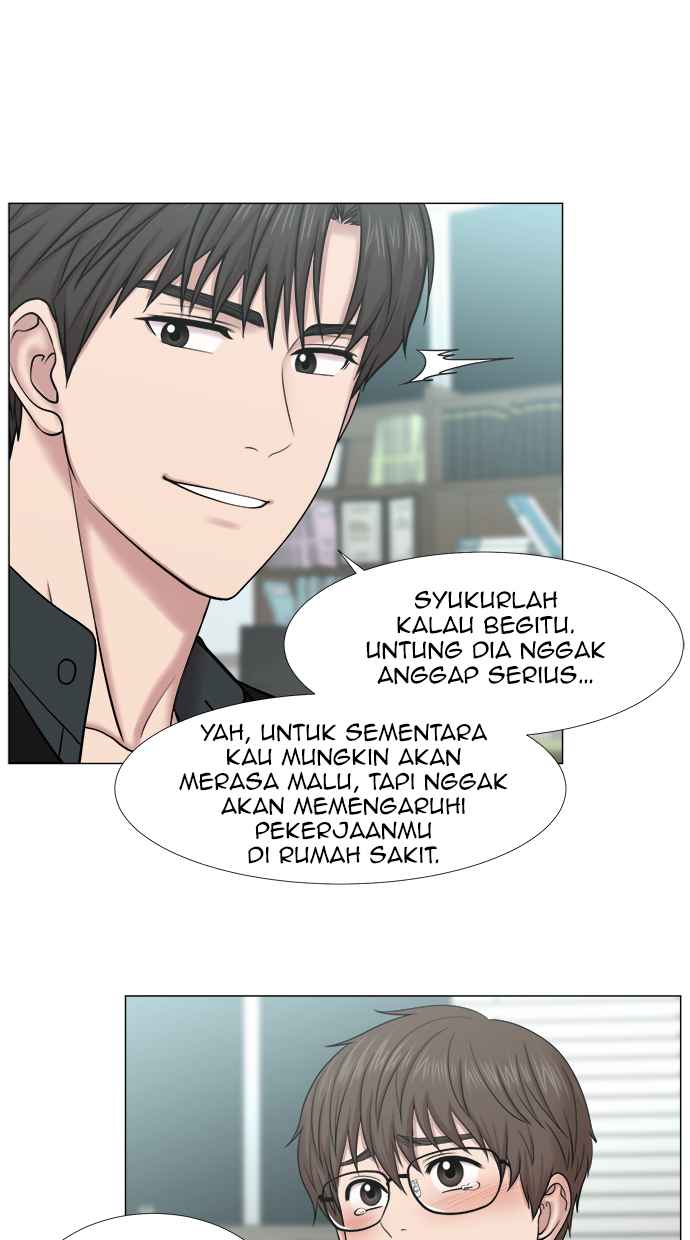 SYUKURLAH
KALAU BEGITU.
UNTUNG DIA NGGAK
ANGGAP SERIUS...
YAH, UNTUK SEMENTARA
KAU MUNGKIN AKAN
MERASA MALU, TAPI NGGAK
AKAN MEMENGARUHI
PEKERJAANMU
DI RUMAH SAKIT.